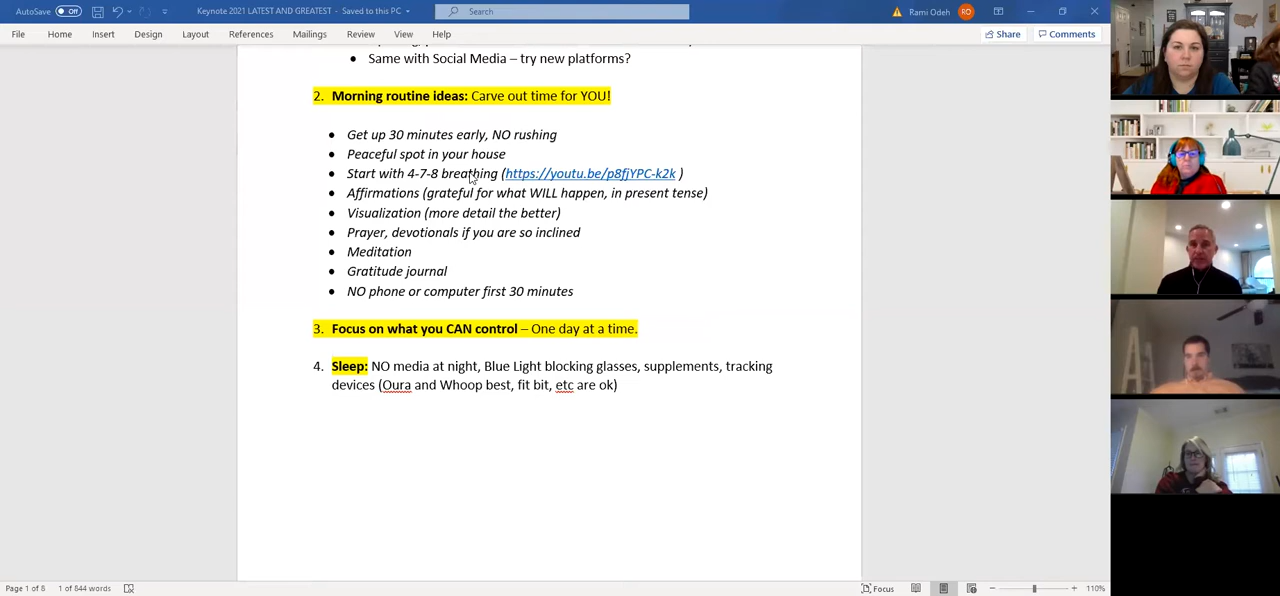 AutoSave Off Keynote 2021 LATEST AND GREATEST - Saved to this PC Search Rami Odeh RO
File Home Insert Design Layout References Mailings Review View Help Share Comments
• Same with Social Media – try new platforms?
2. Morning routine ideas: Carve out time for YOU!
• Get up 30 minutes early, NO rushing
• Peaceful spot in your house
• Start with 4-7-8 breathing (https://youtu.be/p8fjYPC-k2k )
• Affirmations (grateful for what WILL happen, in present tense)
• Visualization (more detail the better)
• Prayer, devotionals if you are so inclined
• Meditation
• Gratitude journal
• NO phone or computer first 30 minutes
3. Focus on what you CAN control – One day at a time.
4. Sleep: NO media at night, Blue Light blocking glasses, supplements, tracking
devices (Oura and Whoop best, fit bit, etc are ok)
Page 1 of 8 1 of 844 words Focus 110%